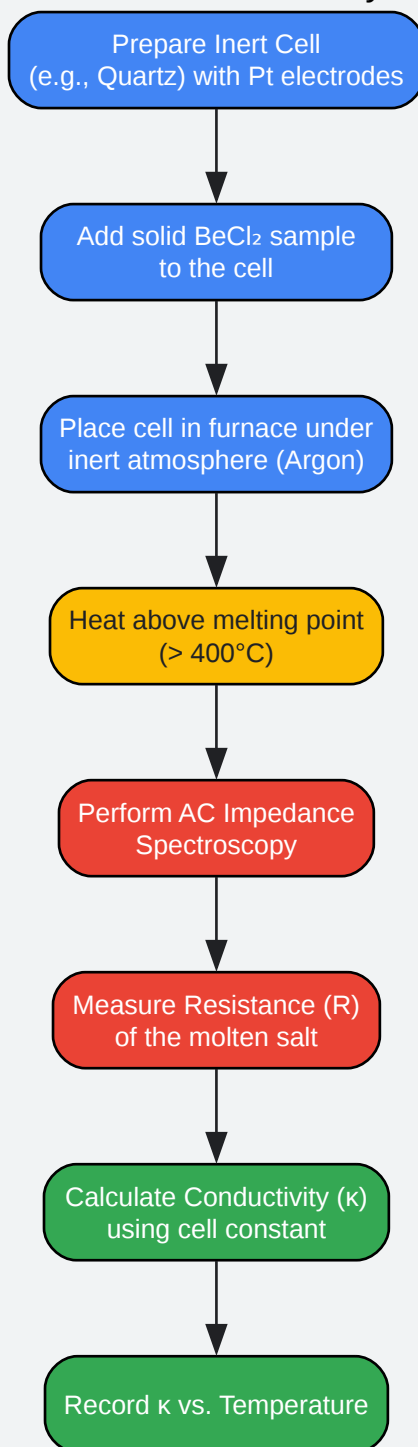 Prepare Inert Cell
(e.g., Quartz) with Pt electrodes
Add solid BeCl₂ sample
to the cell
Place cell in furnace under
inert atmosphere (Argon)
Heat above melting point
(> 400°C)
Perform AC Impedance
Spectroscopy
Measure Resistance (R)
of the molten salt
Calculate Conductivity (κ)
using cell constant
Record κ vs. Temperature